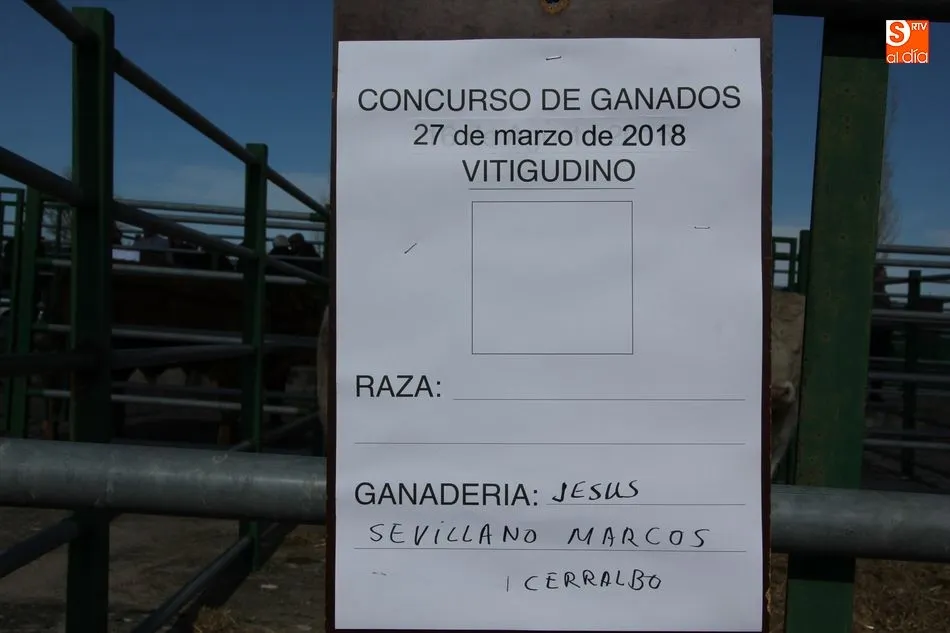 S RTV
al día
CONCURSO DE GANADOS
27 de marzo de 2018
VITIGUDINO
RAZA:
GANADERIA: JESUS
SEVILLANO MARCOS
CERRALBO